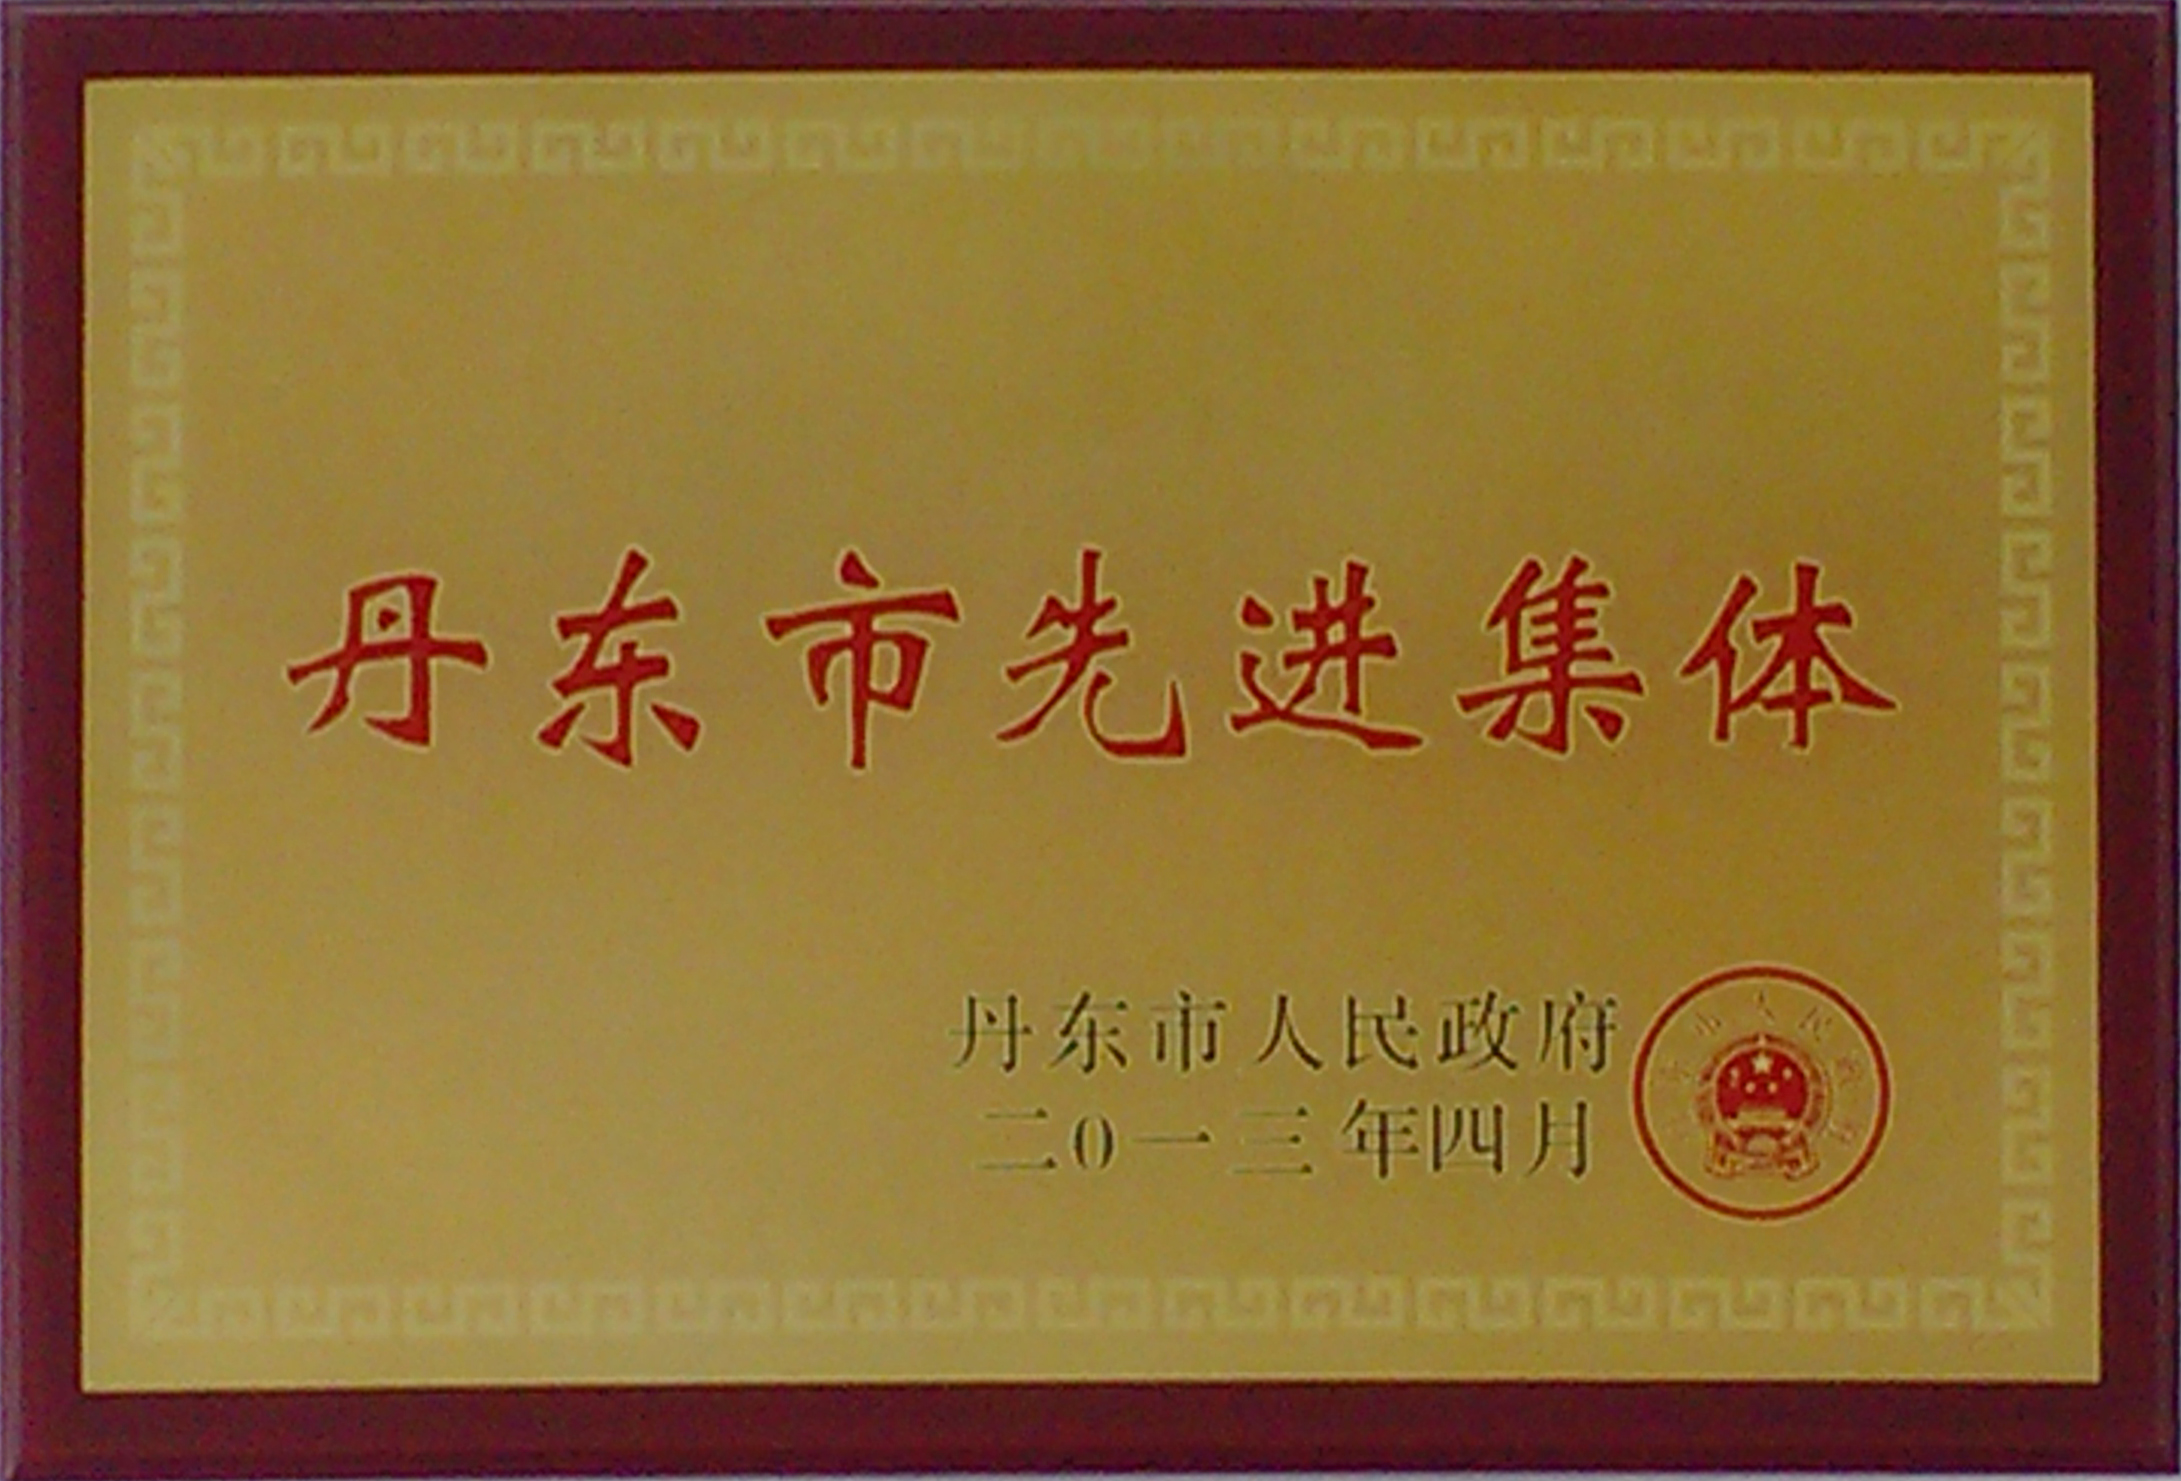 丹东市先进集体
丹东市人民政府
二0一三年四月